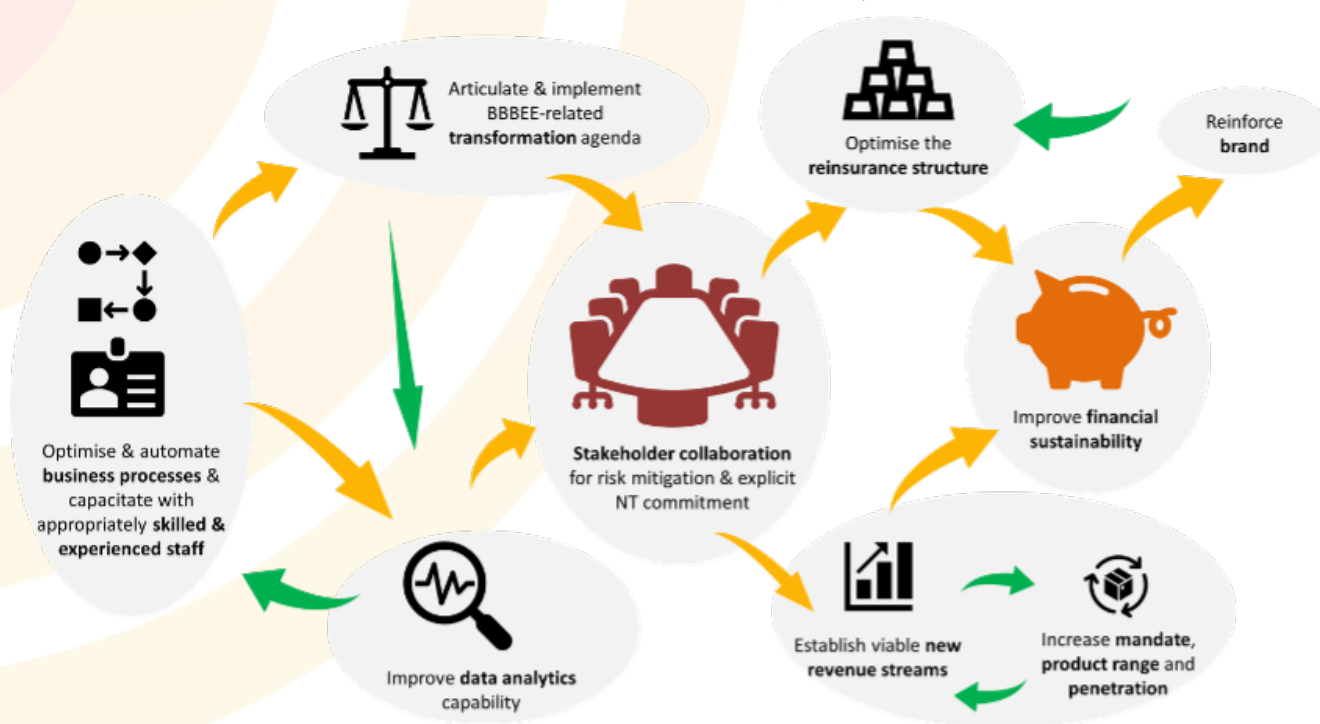 Articulate & implement
BBBEE-related
transformation agenda
Optimise the
reinsurance structure
Reinforce
brand
Optimise & automate
business processes &
capacitate with
appropriately skilled &
experienced staff
Stakeholder collaboration
for risk mitigation & explicit
NT commitment
Improve financial
sustainability
Improve data analytics
capability
Establish viable new
revenue streams
Increase mandate,
product range and
penetration